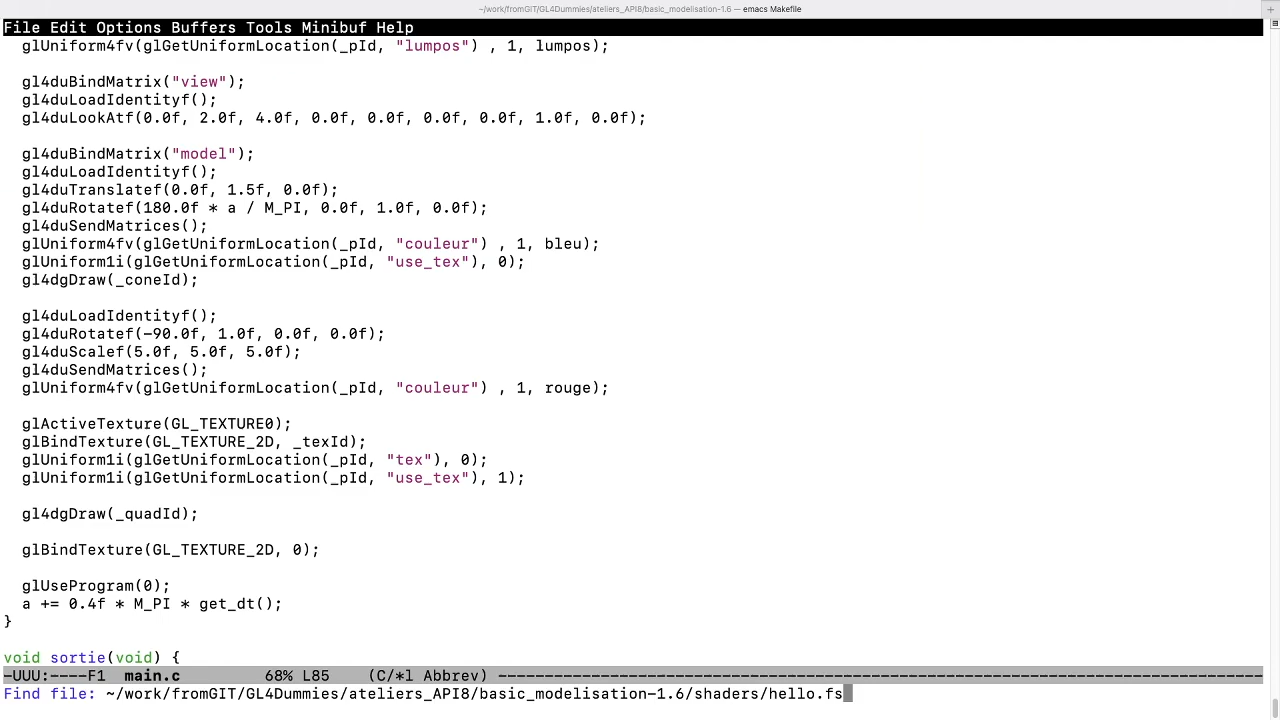 ~/work/fromGIT/GL4Dummies/ateliers_API8/basic_modelisation-1.6 — emacs Makefile
File Edit Options Buffers Tools Minibuf Help
  glUniform4fv(glGetUniformLocation(_pId, "lumpos") , 1, lumpos);

  gl4duBindMatrix("view");
  gl4duLoadIdentityf();
  gl4duLookAtf(0.0f, 2.0f, 4.0f, 0.0f, 0.0f, 0.0f, 0.0f, 1.0f, 0.0f);

  gl4duBindMatrix("model");
  gl4duLoadIdentityf();
  gl4duTranslatef(0.0f, 1.5f, 0.0f);
  gl4duRotatef(180.0f * a / M_PI, 0.0f, 1.0f, 0.0f);
  gl4duSendMatrices();
  glUniform4fv(glGetUniformLocation(_pId, "couleur") , 1, bleu);
  glUniform1i(glGetUniformLocation(_pId, "use_tex"), 0);
  gl4dgDraw(_coneId);

  gl4duLoadIdentityf();
  gl4duRotatef(-90.0f, 1.0f, 0.0f, 0.0f);
  gl4duScalef(5.0f, 5.0f, 5.0f);
  gl4duSendMatrices();
  glUniform4fv(glGetUniformLocation(_pId, "couleur") , 1, rouge);

  glActiveTexture(GL_TEXTURE0);
  glBindTexture(GL_TEXTURE_2D, _texId);
  glUniform1i(glGetUniformLocation(_pId, "tex"), 0);
  glUniform1i(glGetUniformLocation(_pId, "use_tex"), 1);

  gl4dgDraw(_quadId);

  glBindTexture(GL_TEXTURE_2D, 0);

  glUseProgram(0);
  a += 0.4f * M_PI * get_dt();
}

void sortie(void) {
-UUU:----F1  main.c         68% L85    (C/*l Abbrev) ----------------------------------------------------------------------------------
Find file: ~/work/fromGIT/GL4Dummies/ateliers_API8/basic_modelisation-1.6/shaders/hello.fs